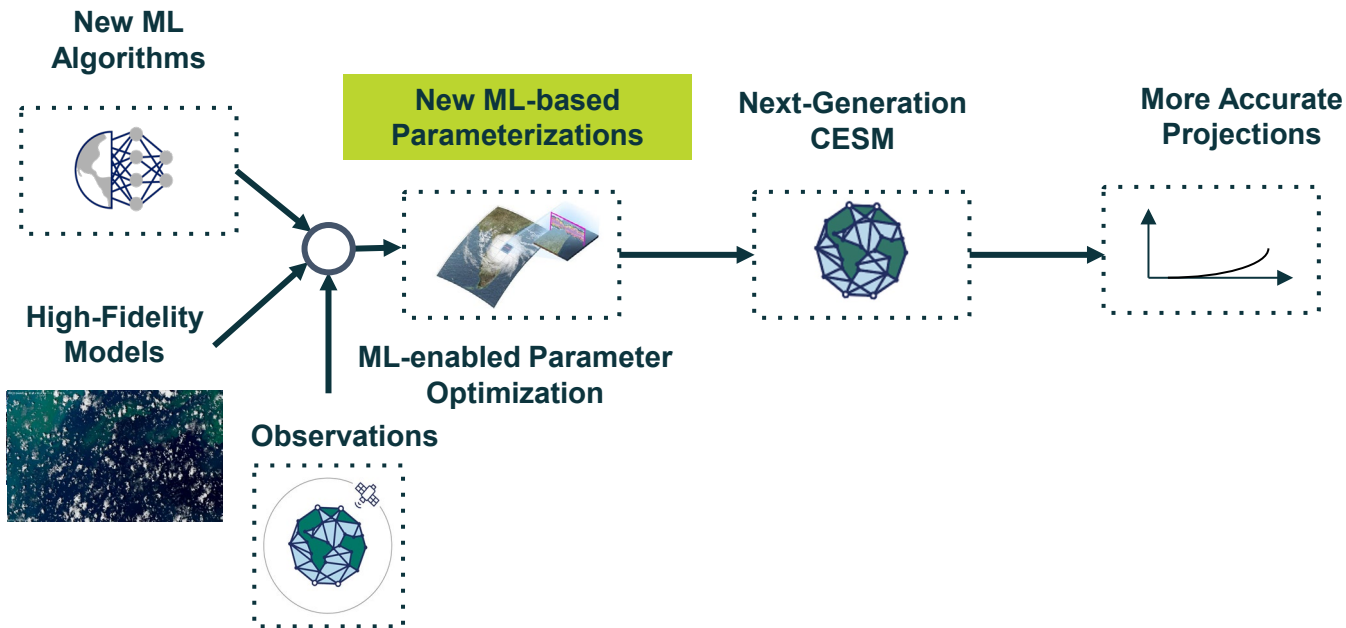 New ML
Algorithms
New ML-based
Parameterizations
Next-Generation
CESM
More Accurate
Projections
High-Fidelity
Models
ML-enabled Parameter
Optimization
Observations